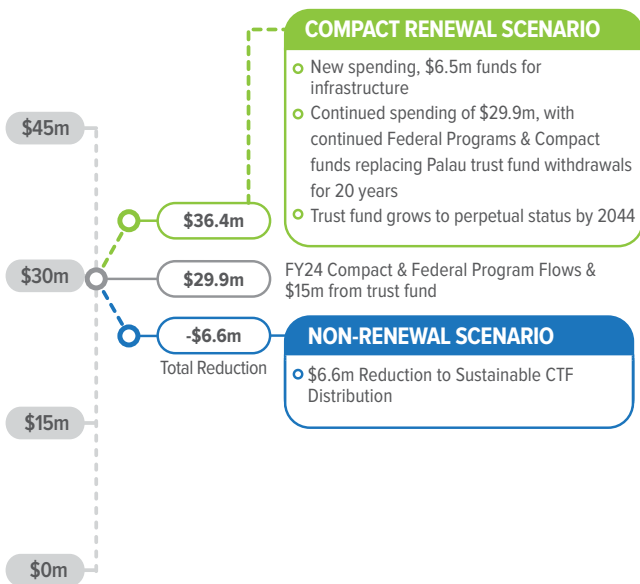 COMPACT RENEWAL SCENARIO
New spending, $6.5m funds for
infrastructure
Continued spending of $29.9m, with
continued Federal Programs & Compact
funds replacing Palau trust fund withdrawals
for 20 years
Trust fund grows to perpetual status by 2044
$45m
$36.4m
$30m
$29.9m
FY24 Compact & Federal Program Flows &
$15m from trust fund
-$6.6m
Total Reduction
NON-RENEWAL SCENARIO
$6.6m Reduction to Sustainable CTF
Distribution
$15m
$0m